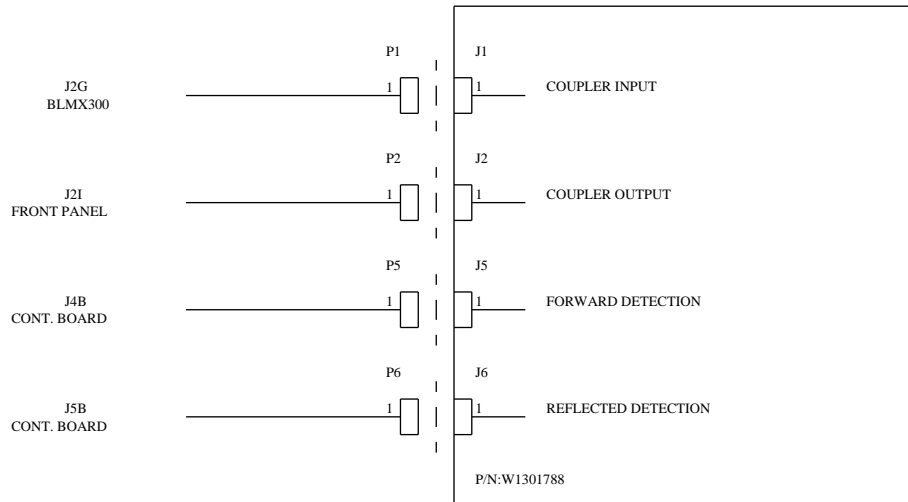 P1 J1
J2G 1 1 COUPLER INPUT
BLMX300
P2 J2
J2I 1 1 COUPLER OUTPUT
FRONT PANEL
P5 J5
J4B 1 1 FORWARD DETECTION
CONT. BOARD
P6 J6
J5B 1 1 REFLECTED DETECTION
CONT. BOARD
P/N:W1301788